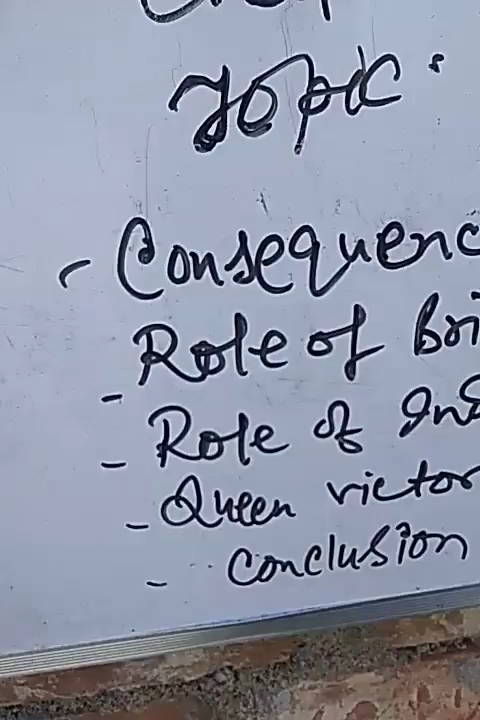 Topic :
- Consequenc
- Role of Bri
- Role of Ind
- Queen victor
- Conclusion